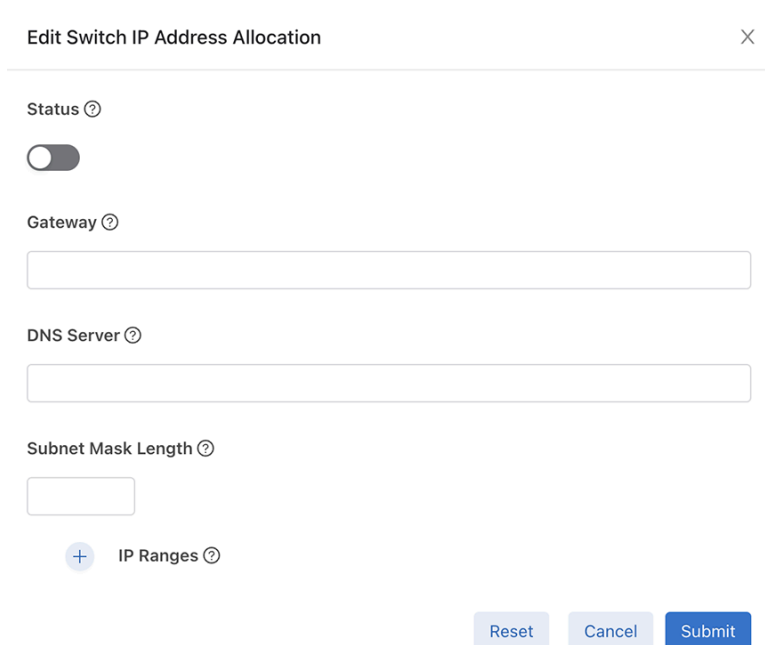 Edit Switch IP Address Allocation
Status
Gateway
DNS Server
Subnet Mask Length
IP Ranges
Reset Cancel Submit